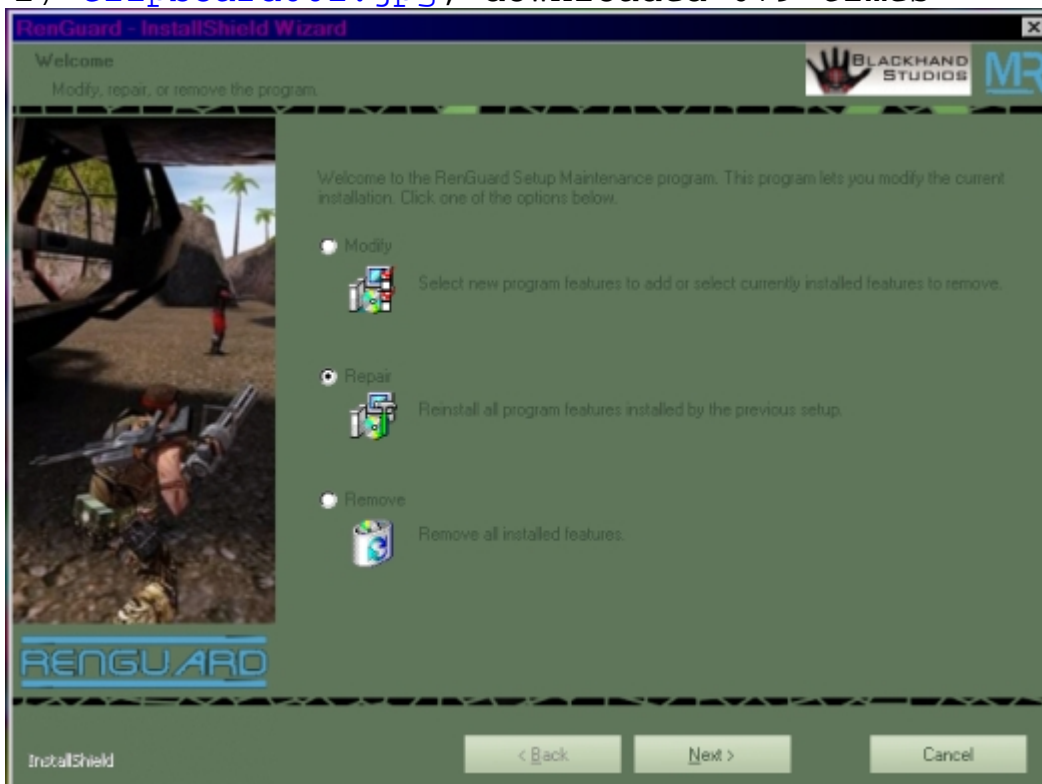 RenGuard - InstallShield Wizard
Welcome
Modify, repair, or remove the program.
BLACKHAND
STUDIOS
Welcome to the RenGuard Setup Maintenance program. This program lets you modify the current
installation. Click one of the options below.
Modify
Select new program features to add or select currently installed features to remove.
Repair
Reinstall all program features installed by the previous setup.
Remove
Remove all installed features.
RENGUARD
InstallShield
< Back
Next >
Cancel